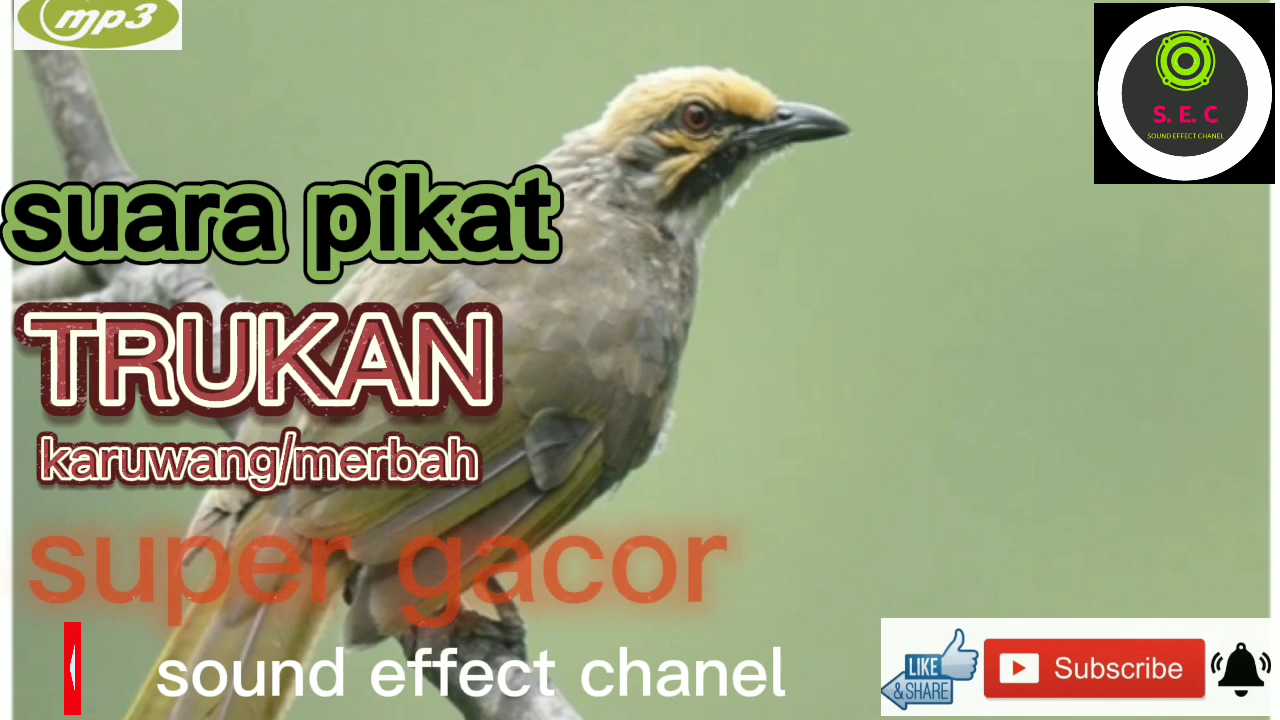 mp3
S. E. C
SOUND EFFECT CHANEL
suara pikat
TRUKAN
karuwang/merbah
super gacor
sound effect chanel
LIKE
& SHARE
Subscribe